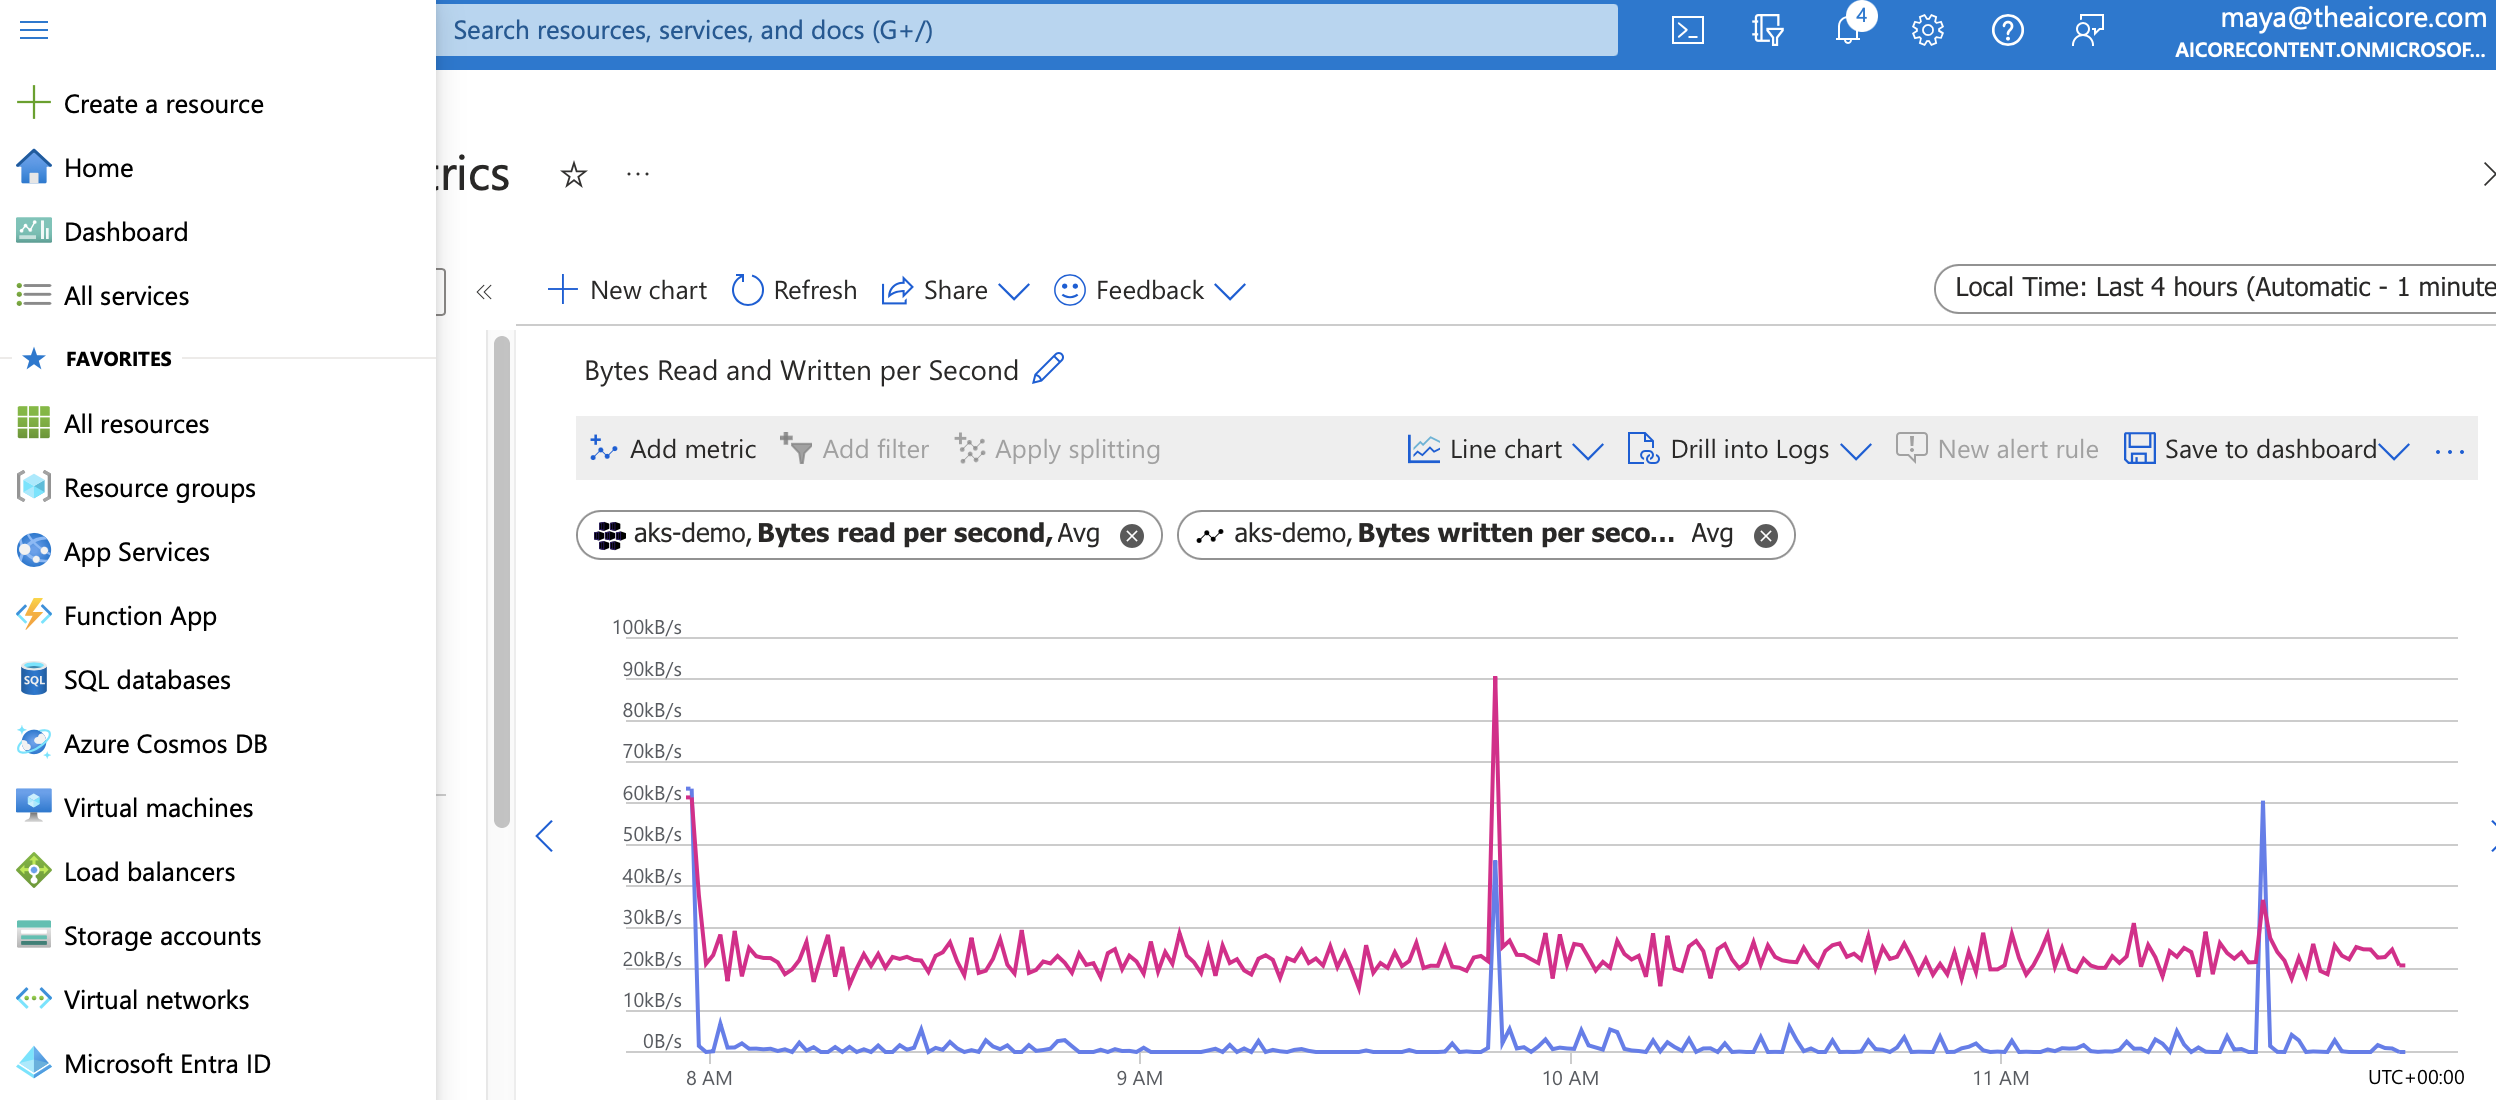 Search resources, services, and docs (G+/)
4
maya@theaicore.com
AICORECONTENT.ONMICROSOF...
Create a resource
Home
Dashboard
All services
FAVORITES
All resources
Resource groups
App Services
Function App
SQL
SQL databases
Azure Cosmos DB
Virtual machines
Load balancers
Storage accounts
Virtual networks
Microsoft Entra ID
rics
New chart
Refresh
Share
Feedback
Local Time: Last 4 hours (Automatic - 1 minute
Bytes Read and Written per Second
Add metric
Add filter
Apply splitting
Line chart
Drill into Logs
New alert rule
Save to dashboard
aks-demo, Bytes read per second, Avg
aks-demo, Bytes written per seco... Avg
100kB/s
90kB/s
80kB/s
70kB/s
60kB/s
50kB/s
40kB/s
30kB/s
20kB/s
10kB/s
0B/s
8 AM
9 AM
10 AM
11 AM
UTC+00:00